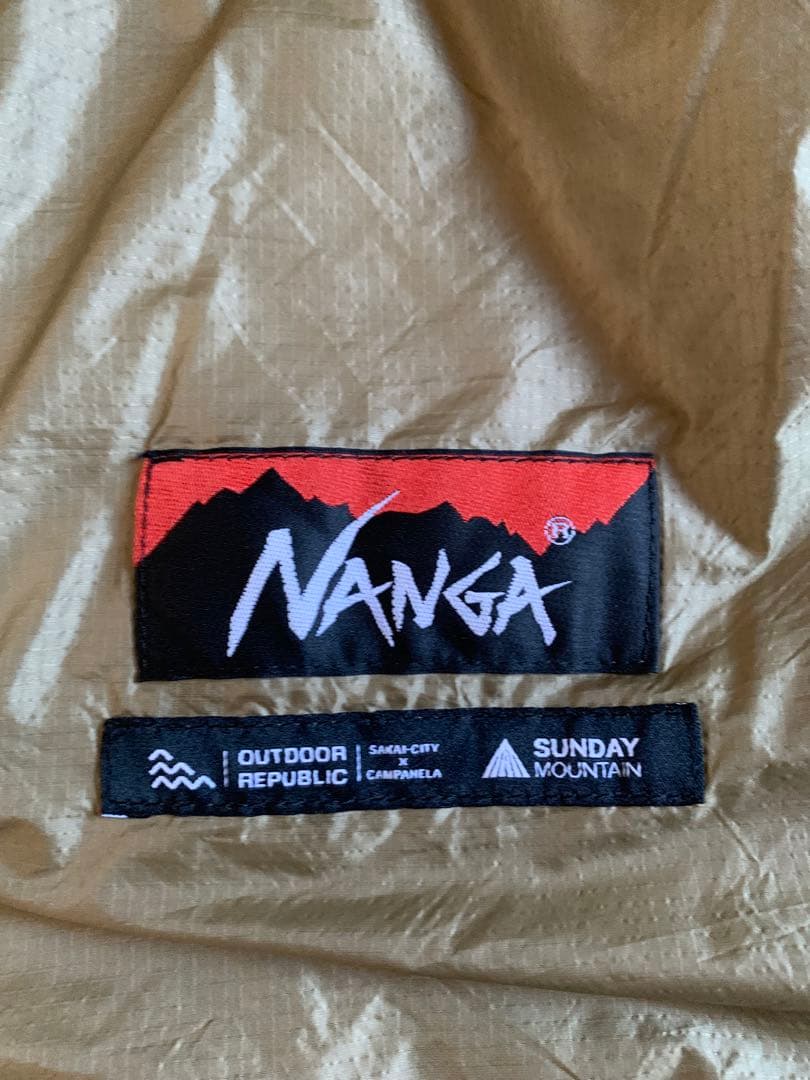 NANGA®
OUTDOOR
REPUBLIC
SAKAI-CITY
X
CAMPANELA
SUNDAY
MOUNTAIN